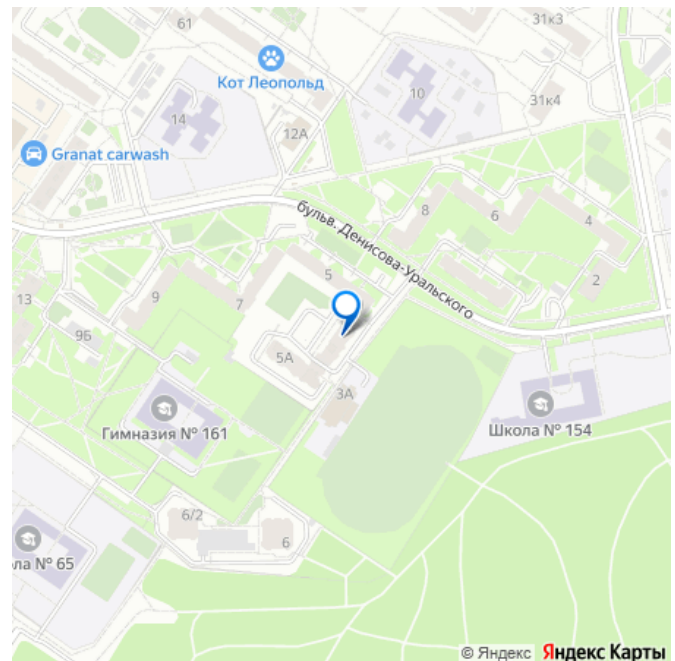 61
31к3
Кот Леопольд
10
14
31к4
12А
Granat carwash
бульв. Денисова-Уральского
8
6
4
5
2
13
9
7
9Б
5А
3А
Гимназия № 161
Школа № 154
6/2
6
ола № 65
© Яндекс Яндекс Карты